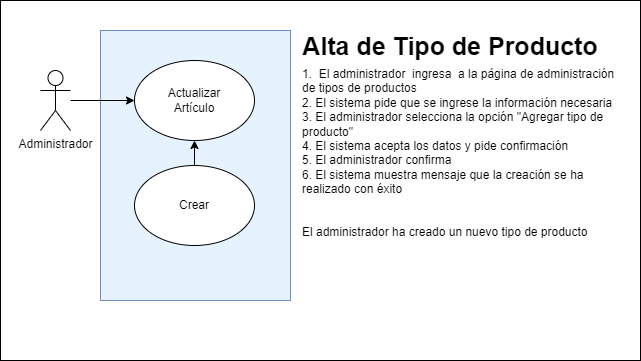 Administrador
Actualizar
Artículo
Crear
Alta de Tipo de Producto
1.  El administrador  ingresa  a la página de administración
de tipos de productos
2. El sistema pide que se ingrese la información necesaria
3. El administrador selecciona la opción "Agregar tipo de
producto"
4. El sistema acepta los datos y pide confirmación
5. El administrador confirma
6. El sistema muestra mensaje que la creación se ha
realizado con éxito
El administrador ha creado un nuevo tipo de producto